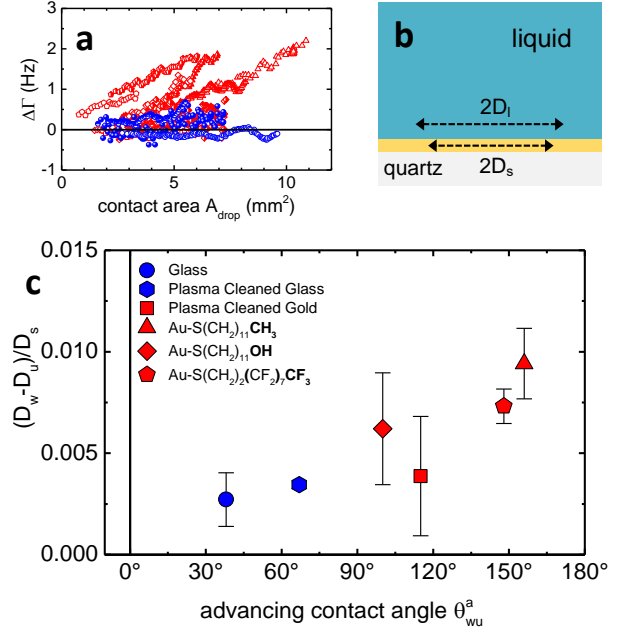 a
3
2
1
0
-1
0
5
10
ΔΓ (Hz)
contact area A_drop (mm²)
b
liquid
2D_l
2D_s
quartz
c
Glass
Plasma Cleaned Glass
Plasma Cleaned Gold
Au-S(CH₂)₁₁CH₃
Au-S(CH₂)₁₁OH
Au-S(CH₂)₂(CF₂)₇CF₃
0.015
0.010
0.005
0.000
(D_w-D_u)/D_s
0° 30° 60° 90° 120° 150° 180°
advancing contact angle θ_wu^a